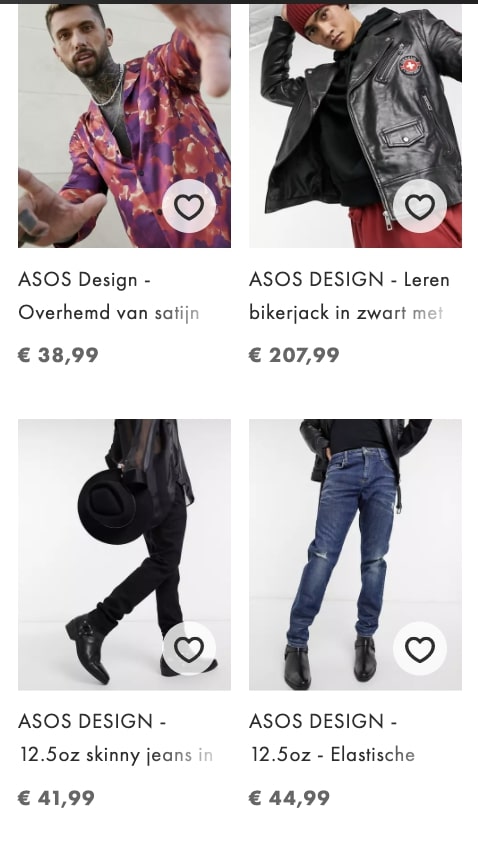 ASOS Design -
Overhemd van satijn
€ 38,99
ASOS DESIGN - Leren
bikerjack in zwart met
€ 207,99
ASOS DESIGN -
12.5oz skinny jeans in
€ 41,99
ASOS DESIGN -
12.5oz - Elastische
€ 44,99